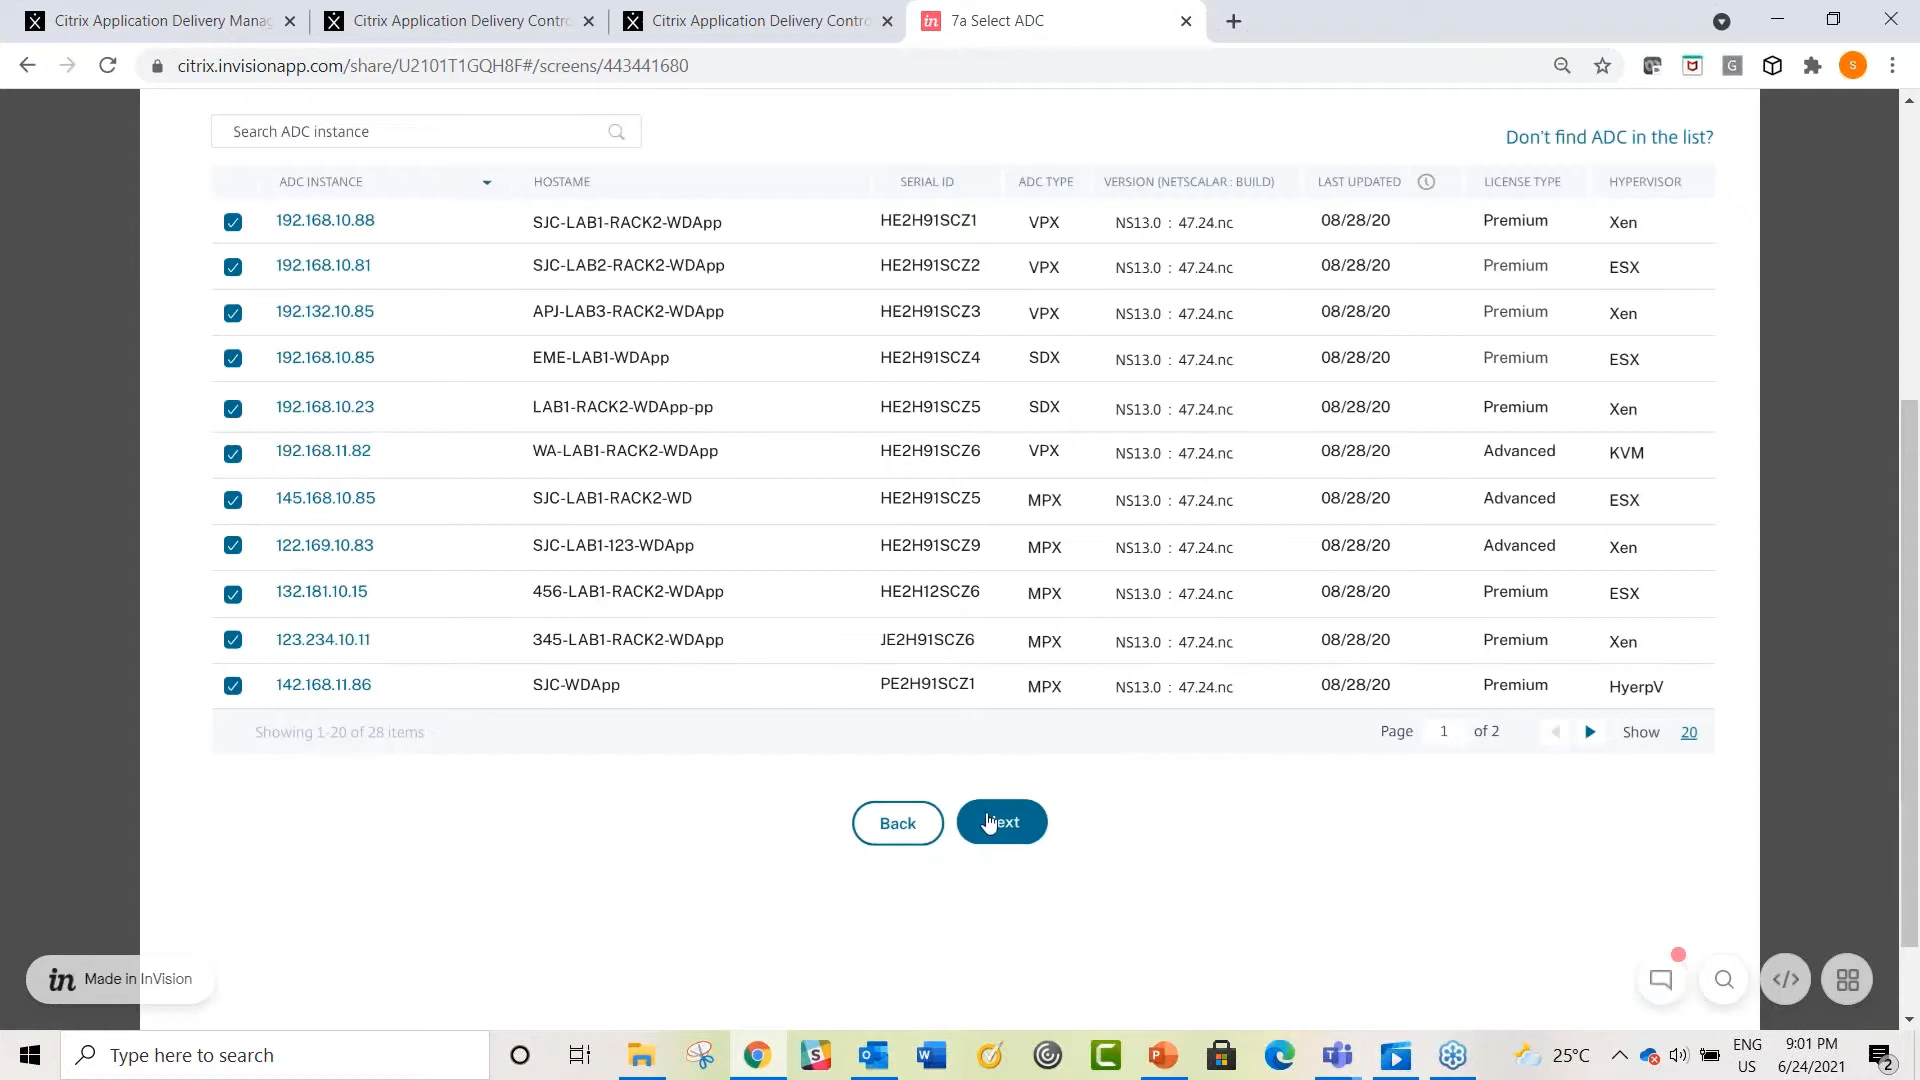 Citrix Application Delivery Manag
Citrix Application Delivery Contro
Citrix Application Delivery Contro
in 7a Select ADC
citrix.invisionapp.com/share/U2101T1GQH8F#/screens/443441680
G
S
Search ADC instance
Don't find ADC in the list?
ADC INSTANCE HOSTAME SERIAL ID ADC TYPE VERSION (NETSCALAR : BUILD) LAST UPDATED LICENSE TYPE HYPERVISOR
192.168.10.88 SJC-LAB1-RACK2-WDApp HE2H91SCZ1 VPX NS13.0 : 47.24.nc 08/28/20 Premium Xen
192.168.10.81 SJC-LAB2-RACK2-WDApp HE2H91SCZ2 VPX NS13.0 : 47.24.nc 08/28/20 Premium ESX
192.132.10.85 APJ-LAB3-RACK2-WDApp HE2H91SCZ3 VPX NS13.0 : 47.24.nc 08/28/20 Premium Xen
192.168.10.85 EME-LAB1-WDApp HE2H91SCZ4 SDX NS13.0 : 47.24.nc 08/28/20 Premium ESX
192.168.10.23 LAB1-RACK2-WDApp-pp HE2H91SCZ5 SDX NS13.0 : 47.24.nc 08/28/20 Premium Xen
192.168.11.82 WA-LAB1-RACK2-WDApp HE2H91SCZ6 VPX NS13.0 : 47.24.nc 08/28/20 Advanced KVM
145.168.10.85 SJC-LAB1-RACK2-WD HE2H91SCZ5 MPX NS13.0 : 47.24.nc 08/28/20 Advanced ESX
122.169.10.83 SJC-LAB1-123-WDApp HE2H91SCZ9 MPX NS13.0 : 47.24.nc 08/28/20 Advanced Xen
132.181.10.15 456-LAB1-RACK2-WDApp HE2H12SCZ6 MPX NS13.0 : 47.24.nc 08/28/20 Premium ESX
123.234.10.11 345-LAB1-RACK2-WDApp JE2H91SCZ6 MPX NS13.0 : 47.24.nc 08/28/20 Premium Xen
142.168.11.86 SJC-WDApp PE2H91SCZ1 MPX NS13.0 : 47.24.nc 08/28/20 Premium HyerpV
Showing 1-20 of 28 items Page 1 of 2 Show 20
Back
ext
in Made in InVision
Type here to search
25°C
ENG
US
9:01 PM
6/24/2021
2